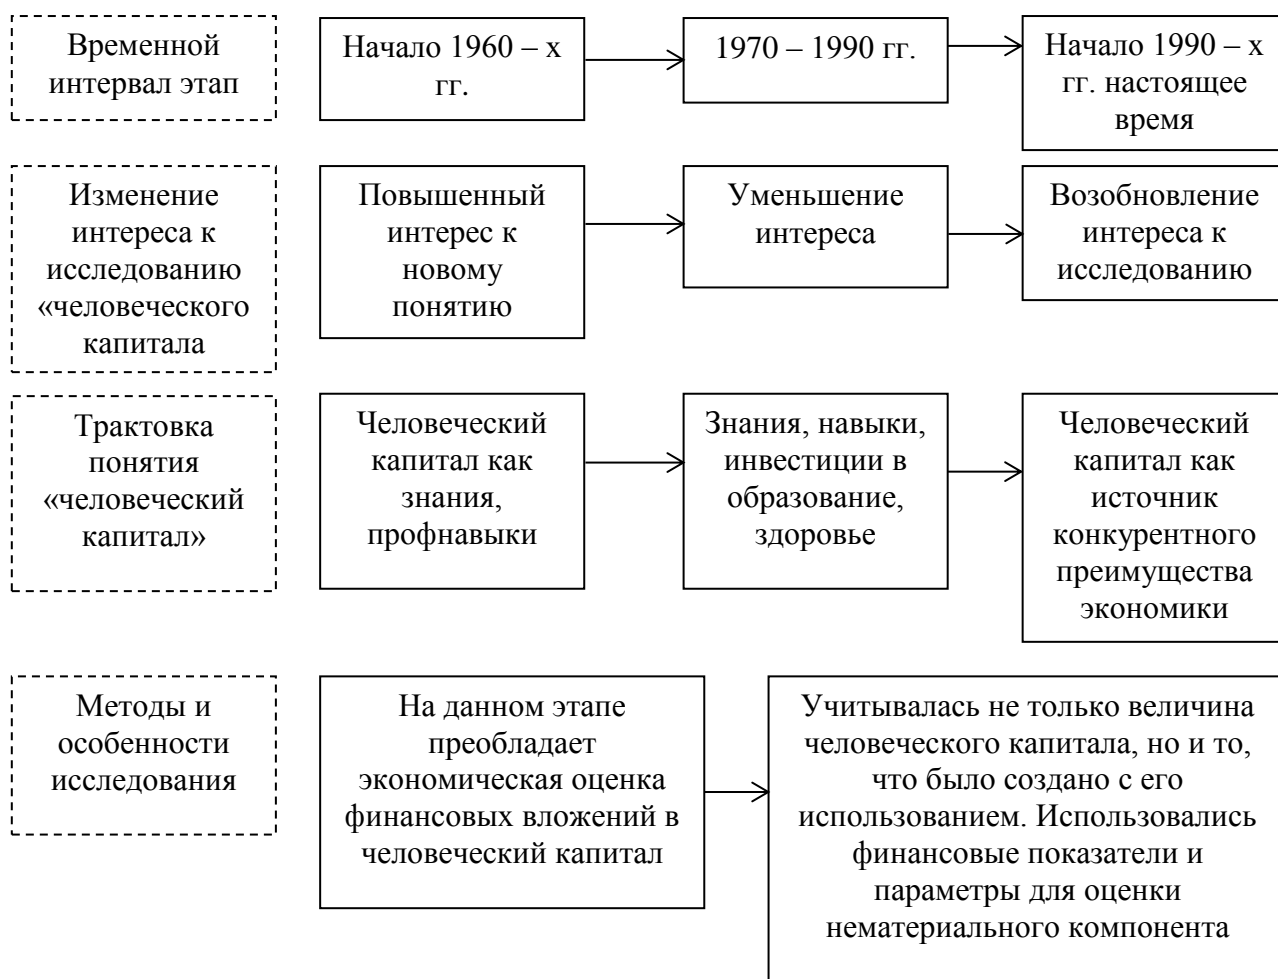 Временной
интервал этап
Начало 1960 – х
гг.
1970 – 1990 гг.
Начало 1990 – х
гг. настоящее
время
Изменение
интереса к
исследованию
«человеческого
капитала
Повышенный
интерес к
новому
понятию
Уменьшение
интереса
Возобновление
интереса к
исследованию
Трактовка
понятия
«человеческий
капитал»
Человеческий
капитал как
знания,
профнавыки
Знания, навыки,
инвестиции в
образование,
здоровье
Человеческий
капитал как
источник
конкурентного
преимущества
экономики
Методы и
особенности
исследования
На данном этапе
преобладает
экономическая оценка
финансовых вложений в
человеческий капитал
Учитывалась не только величина
человеческого капитала, но и то,
что было создано с его
использованием. Использовались
финансовые показатели и
параметры для оценки
нематериального компонента